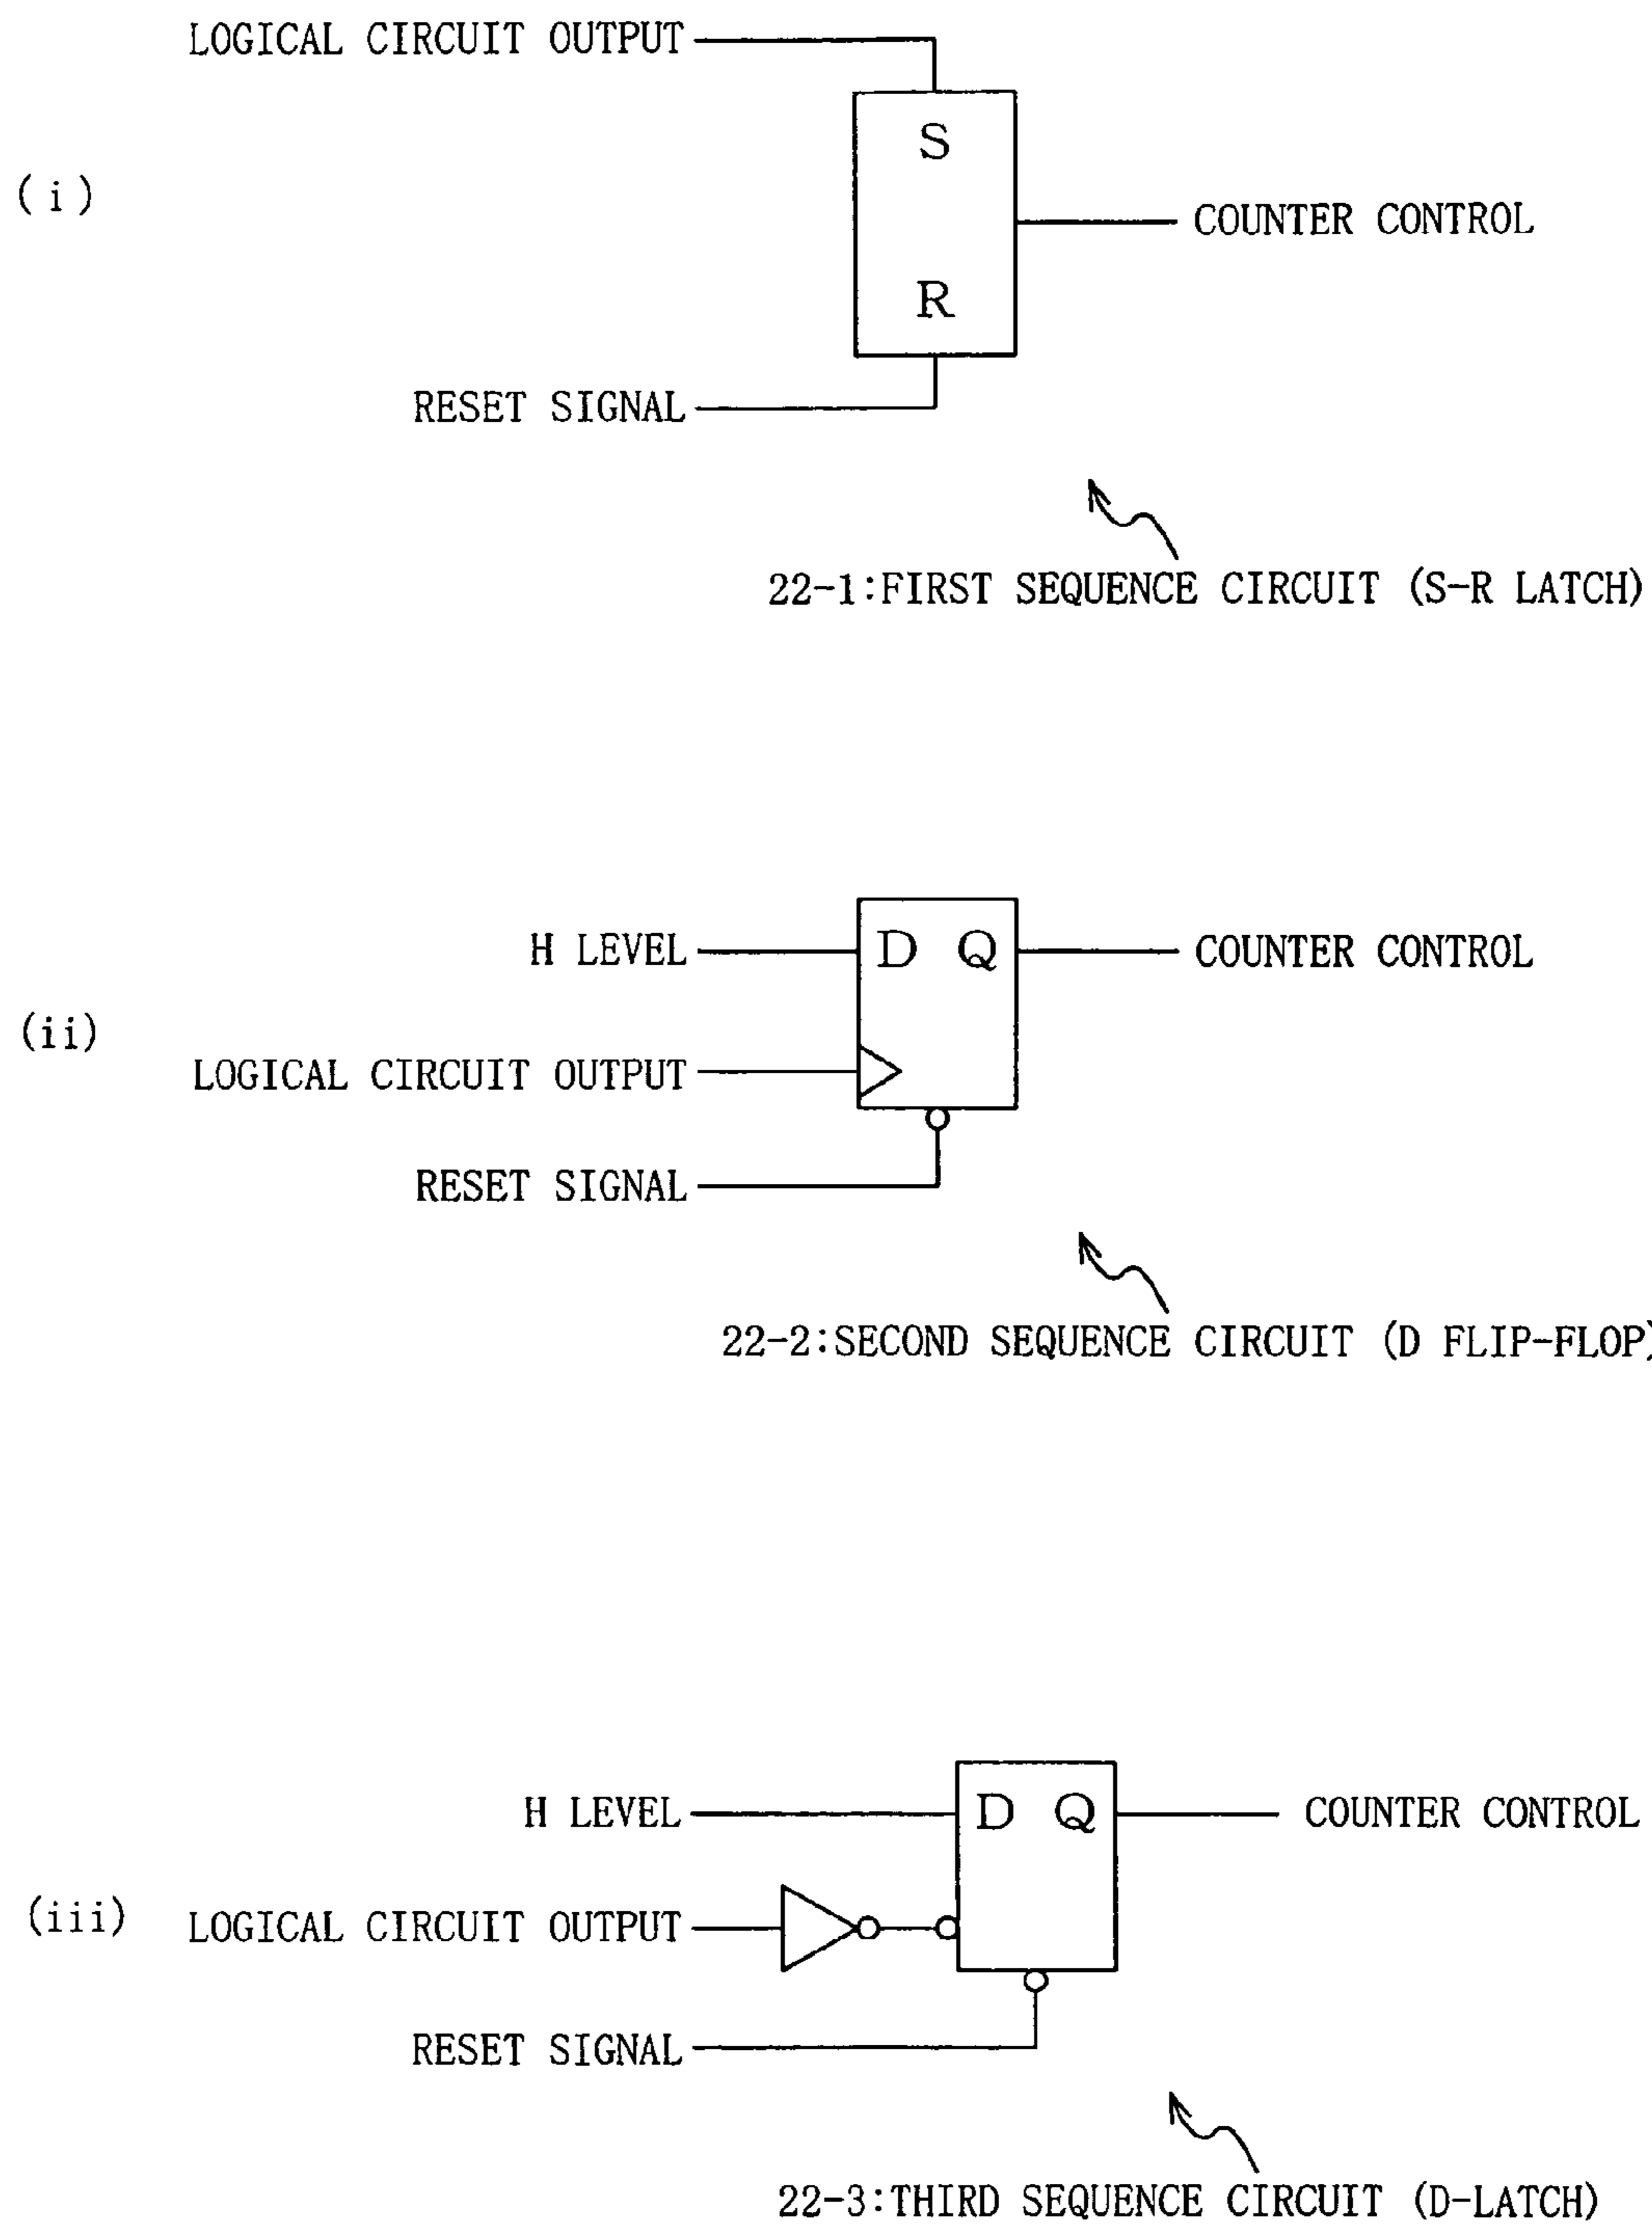 LOGICAL CIRCUIT OUTPUT
S
(i)
COUNTER CONTROL
R
RESET SIGNAL
22-1:FIRST SEQUENCE CIRCUIT (S-R LATCH)
H LEVEL
D Q
COUNTER CONTROL
(ii)
LOGICAL CIRCUIT OUTPUT
RESET SIGNAL
22-2:SECOND SEQUENCE CIRCUIT (D FLIP-FLOP)
H LEVEL
D Q
COUNTER CONTROL
(iii)
LOGICAL CIRCUIT OUTPUT
RESET SIGNAL
22-3:THIRD SEQUENCE CIRCUIT (D-LATCH)